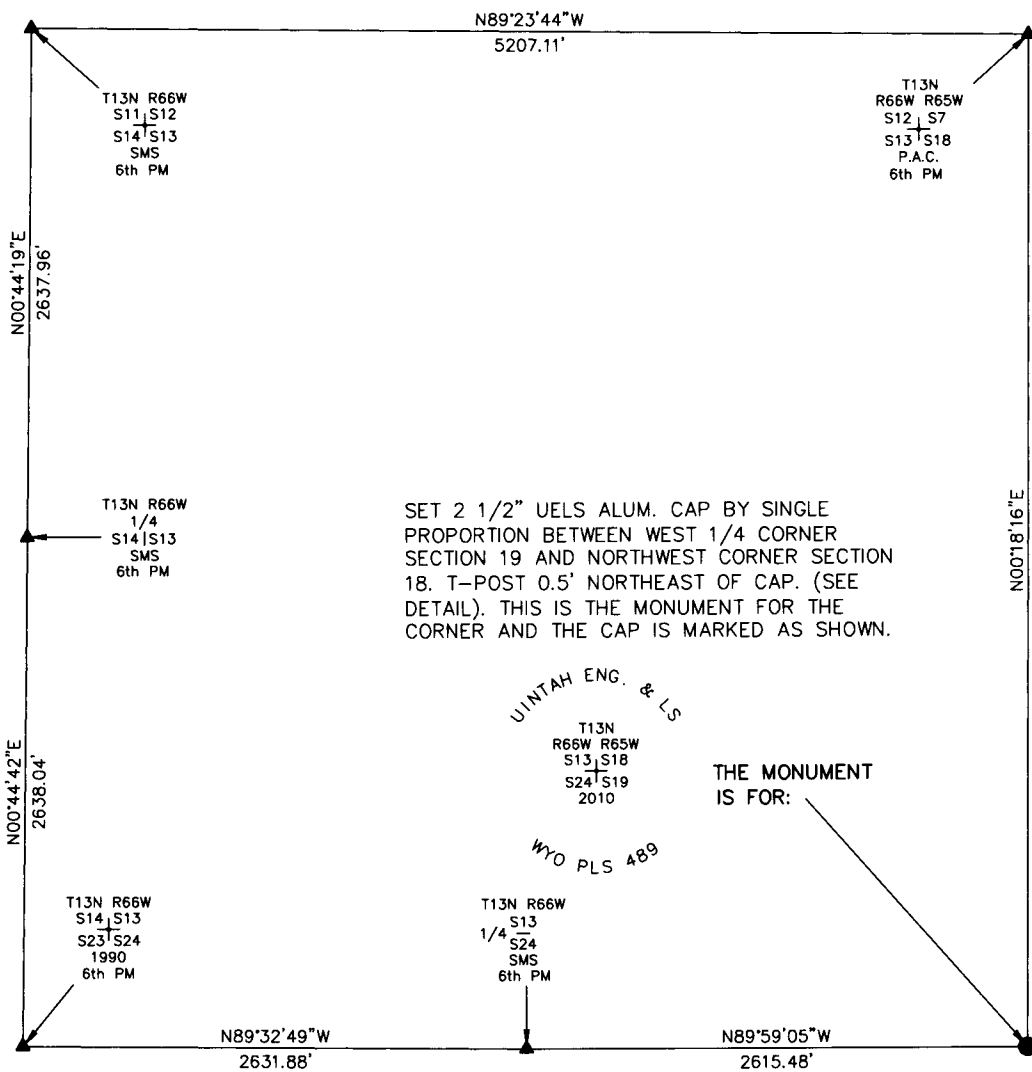 N89°23'44"W
5207.11'
T13N R66W
S11 S12
S14 S13
SMS
6th PM
T13N
R66W R65W
S12 S7
S13 S18
P.A.C.
6th PM
N00°44'19"E
2637.96'
T13N R66W
1/4
S14 S13
SMS
6th PM
SET 2 1/2" UELS ALUM. CAP BY SINGLE
PROPORTION BETWEEN WEST 1/4 CORNER
SECTION 19 AND NORTHWEST CORNER SECTION
18. T-POST 0.5' NORTHEAST OF CAP. (SEE
DETAIL). THIS IS THE MONUMENT FOR THE
CORNER AND THE CAP IS MARKED AS SHOWN.
N00°18'16"E
UINTAH ENG. & LS
T13N
R66W R65W
S13 S18
S24 S19
2010
WYO PLS 489
THE MONUMENT
IS FOR:
N00°44'42"E
2638.04'
T13N R66W
S14 S13
S23 S24
1990
6th PM
T13N R66W
S13
1/4
S24
SMS
6th PM
N89°32'49"W
2631.88'
N89°59'05"W
2615.48'